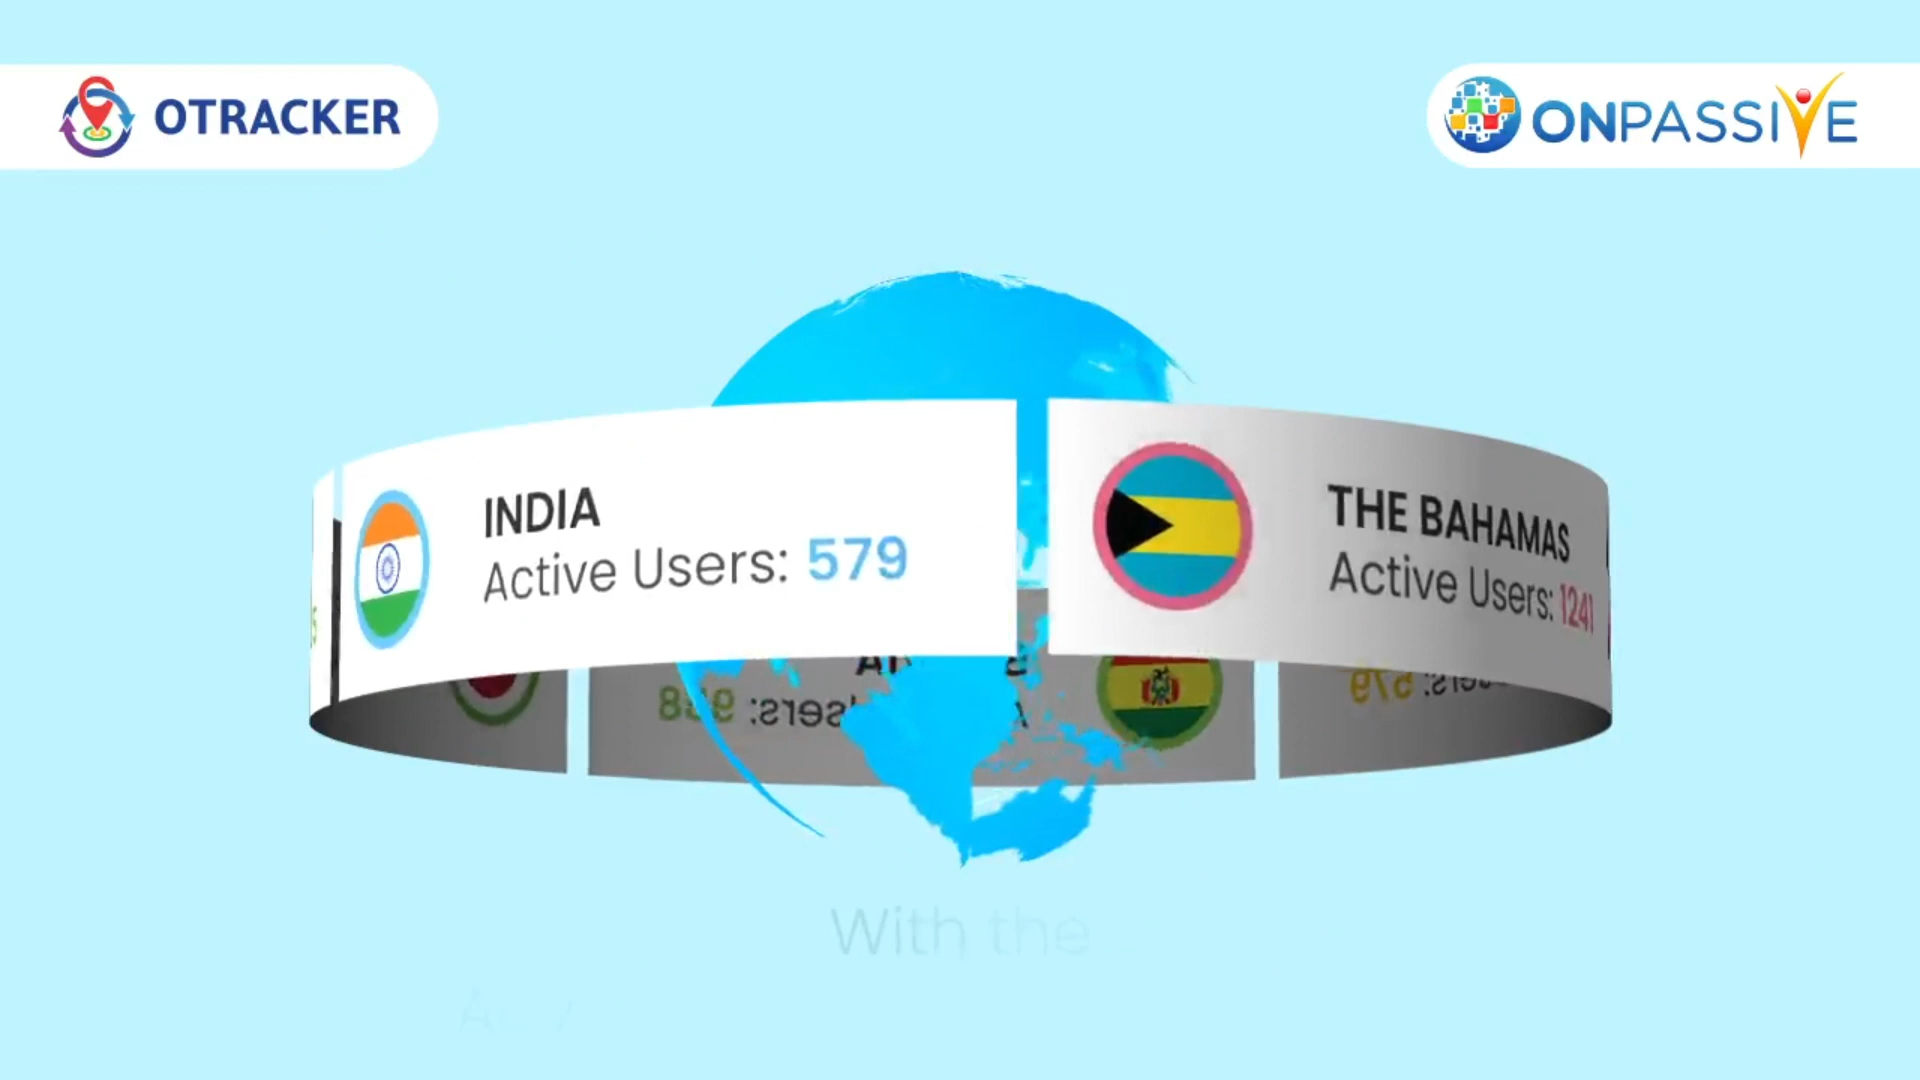 OTRACKER
ONPASSIVE
INDIA
Active Users: 579
THE BAHAMAS
Active Users: 1241
With the